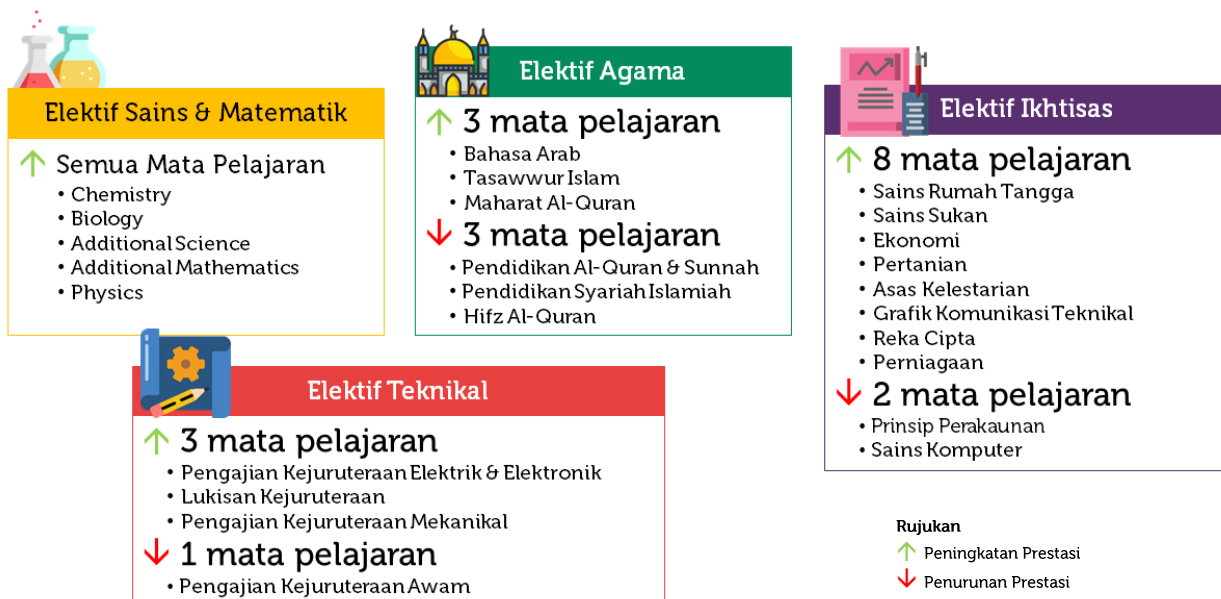 Elektif Sains & Matematik
Semua Mata Pelajaran
• Chemistry
• Biology
• Additional Science
• Additional Mathematics
• Physics
Elektif Agama
3 mata pelajaran
• Bahasa Arab
• Tasawwur Islam
• Maharat Al-Quran
3 mata pelajaran
• Pendidikan Al-Quran & Sunnah
• Pendidikan Syariah Islamiah
• Hifz Al-Quran
Elektif Ikhtisas
8 mata pelajaran
• Sains Rumah Tangga
• Sains Sukan
• Ekonomi
• Pertanian
• Asas Kelestarian
• Grafik Komunikasi Teknikal
• Reka Cipta
• Perniagaan
2 mata pelajaran
• Prinsip Perakaunan
• Sains Komputer
Elektif Teknikal
3 mata pelajaran
• Pengajian Kejuruteraan Elektrik & Elektronik
• Lukisan Kejuruteraan
• Pengajian Kejuruteraan Mekanikal
1 mata pelajaran
• Pengajian Kejuruteraan Awam
Rujukan
Peningkatan Prestasi
Penurunan Prestasi